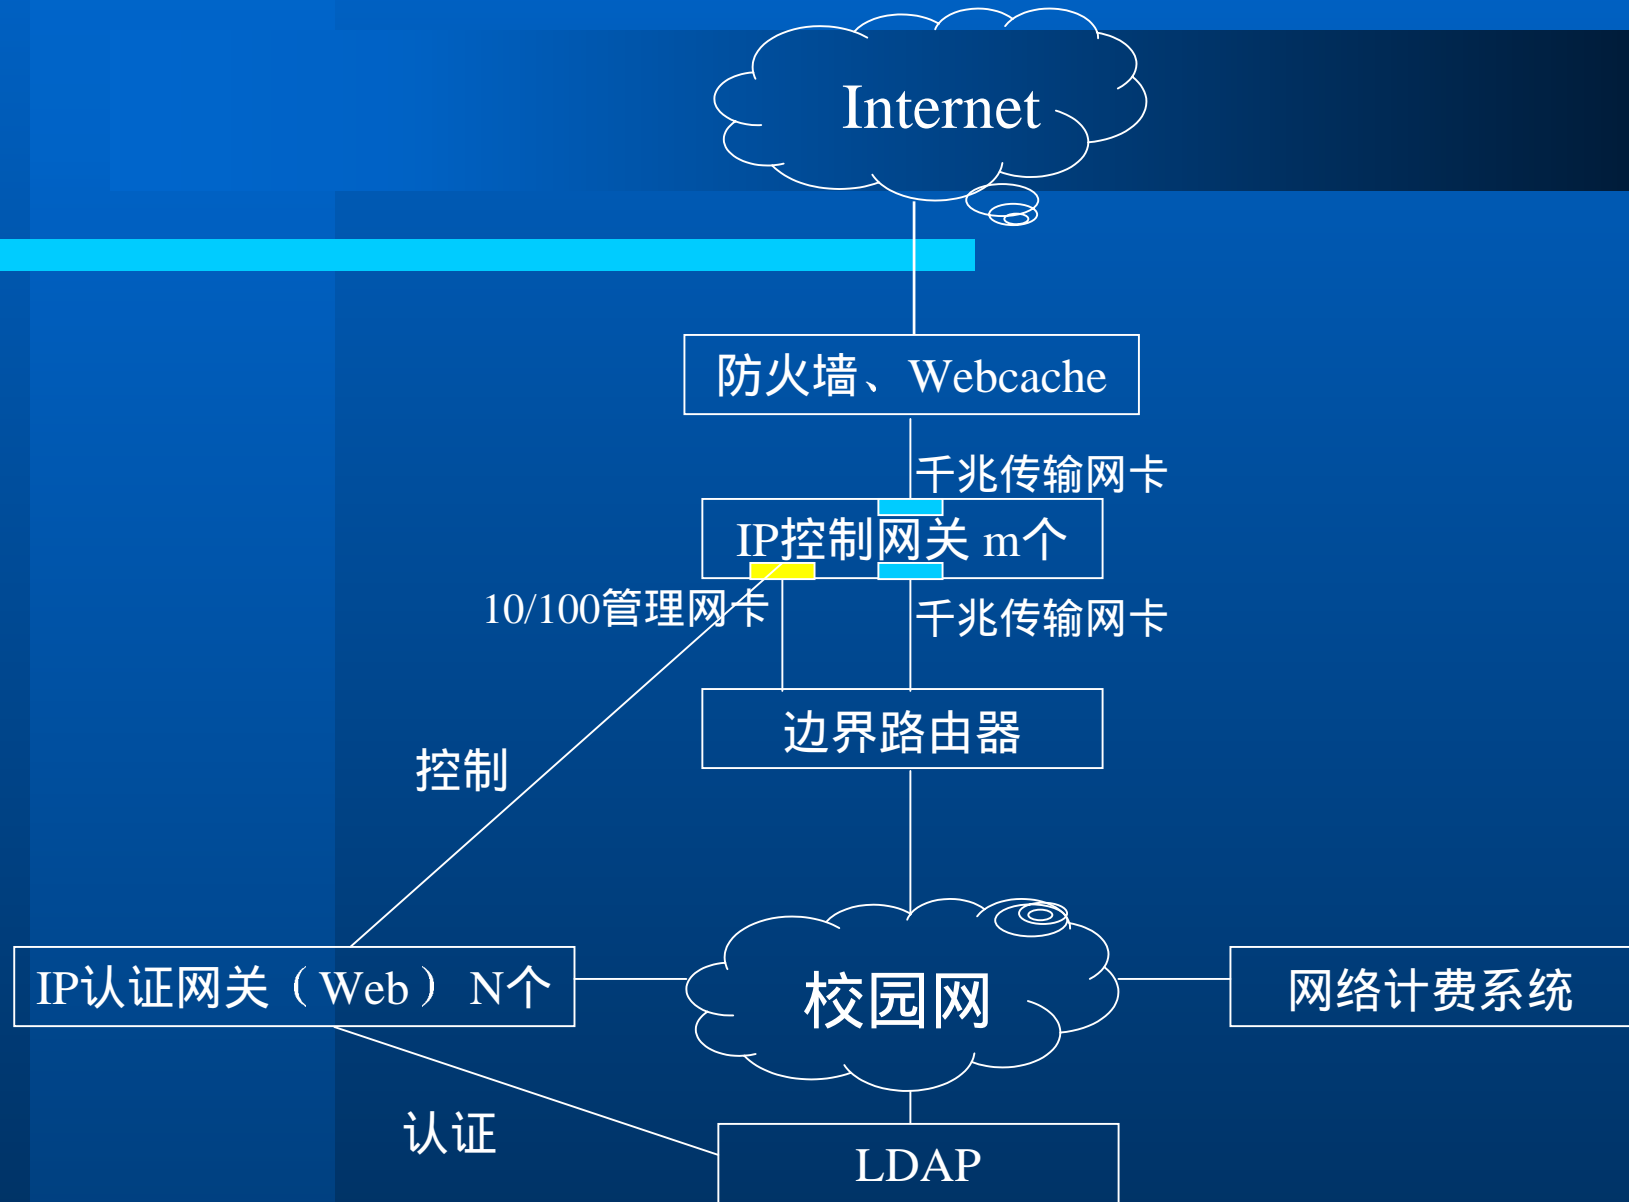 Internet
防火墙、Webcache
千兆传输网卡
IP控制网关 m个
10/100管理网卡
千兆传输网卡
边界路由器
控制
IP认证网关（Web） N个
校园网
网络计费系统
认证
LDAP